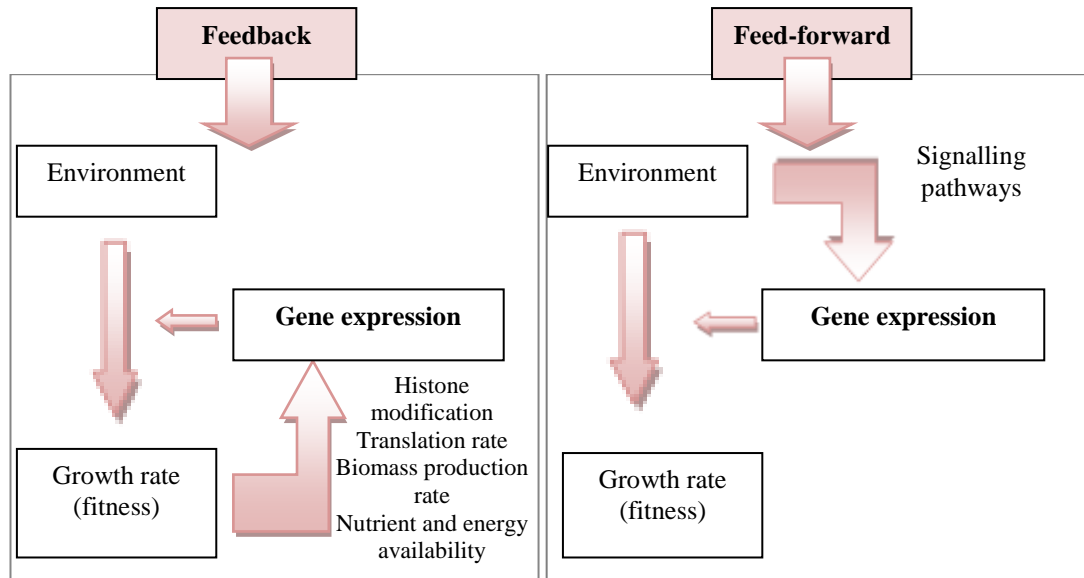 Feedback
Environment
Gene expression
Histone
modification
Translation rate
Biomass production
rate
Nutrient and energy
availability
Growth rate
(fitness)
Feed-forward
Environment
Signalling
pathways
Gene expression
Growth rate
(fitness)